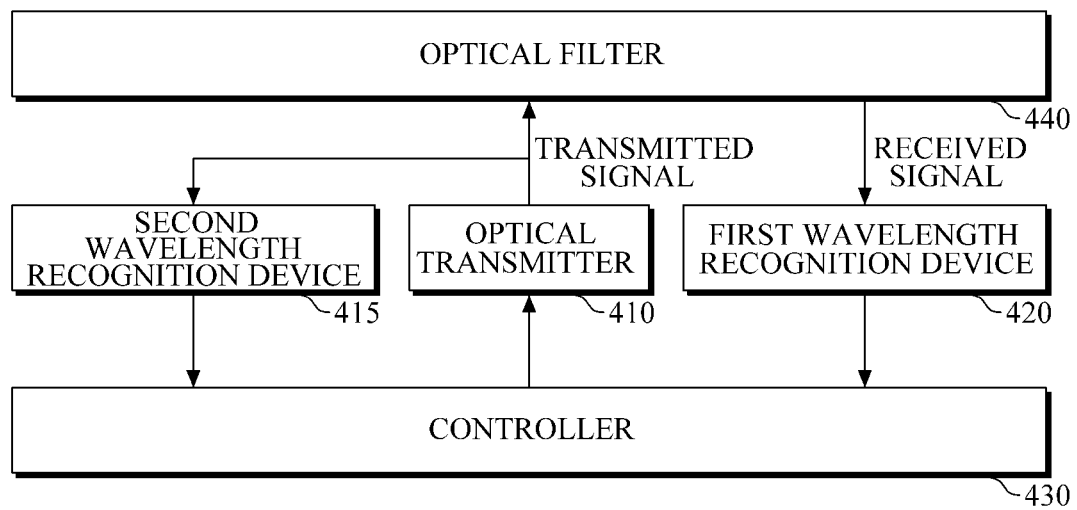 OPTICAL FILTER
440
TRANSMITTED
SIGNAL
RECEIVED
SIGNAL
SECOND
WAVELENGTH
RECOGNITION DEVICE
415
OPTICAL
TRANSMITTER
410
FIRST WAVELENGTH
RECOGNITION DEVICE
420
CONTROLLER
430